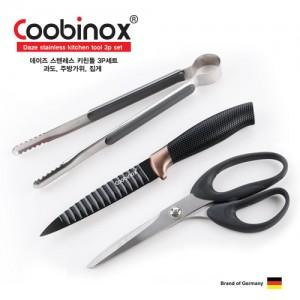 Coobinox®
Daze stainless kitchen tool 3p set
데이즈 스텐레스 키친툴 3P세트
과도, 주방가위, 집게
Coobinox
Brand of Germany